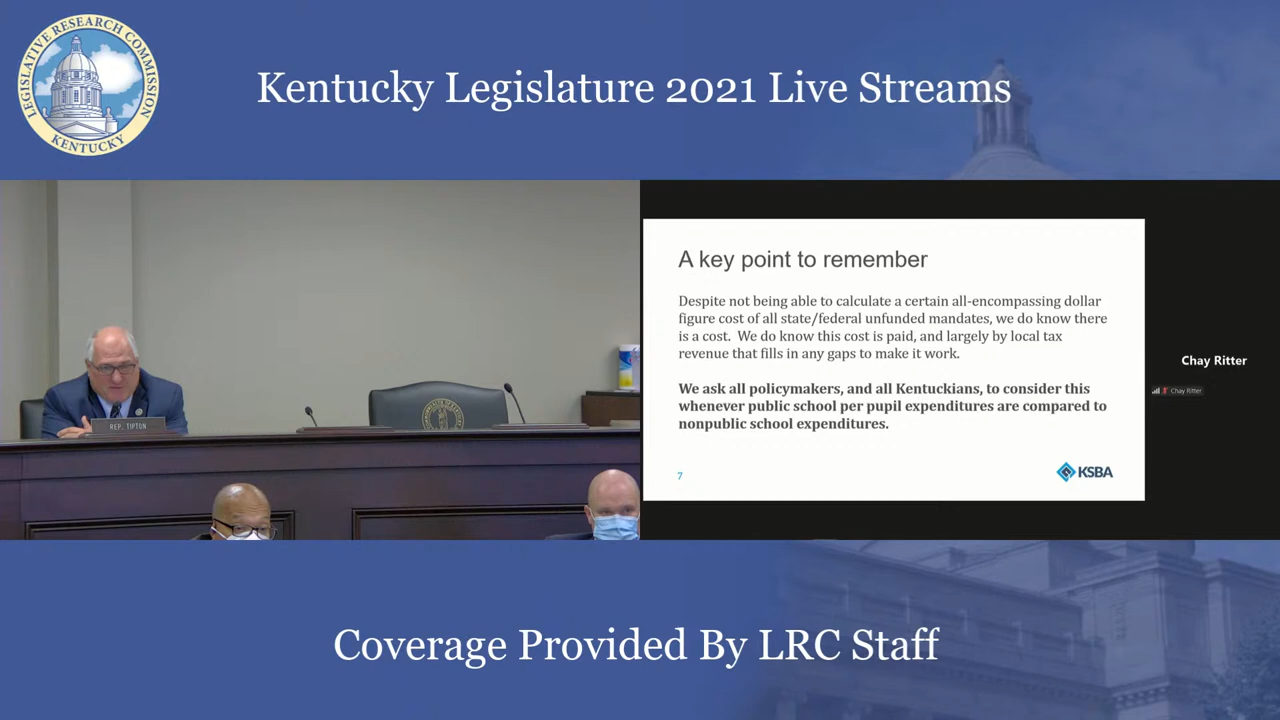 LEGISLATIVE RESEARCH COMMISSION
KENTUCKY
Kentucky Legislature 2021 Live Streams
REP. TIPTON
A key point to remember
Despite not being able to calculate a certain all-encompassing dollar
figure cost of all state/federal unfunded mandates, we do know there
is a cost.  We do know this cost is paid, and largely by local tax
revenue that fills in any gaps to make it work.
We ask all policymakers, and all Kentuckians, to consider this
whenever public school per pupil expenditures are compared to
nonpublic school expenditures.
7
KSBA
Chay Ritter
Chay Ritter
Coverage Provided By LRC Staff